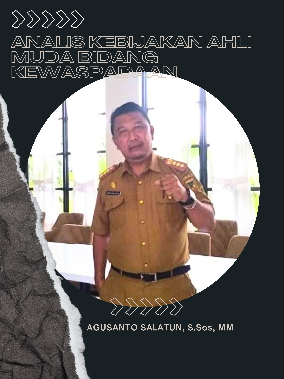 ANALIS KEBIJAKAN AHLI
MUDA BIDANG
KEWASPADAAN
AGUSANTO SALATUN, S,Sos, MM